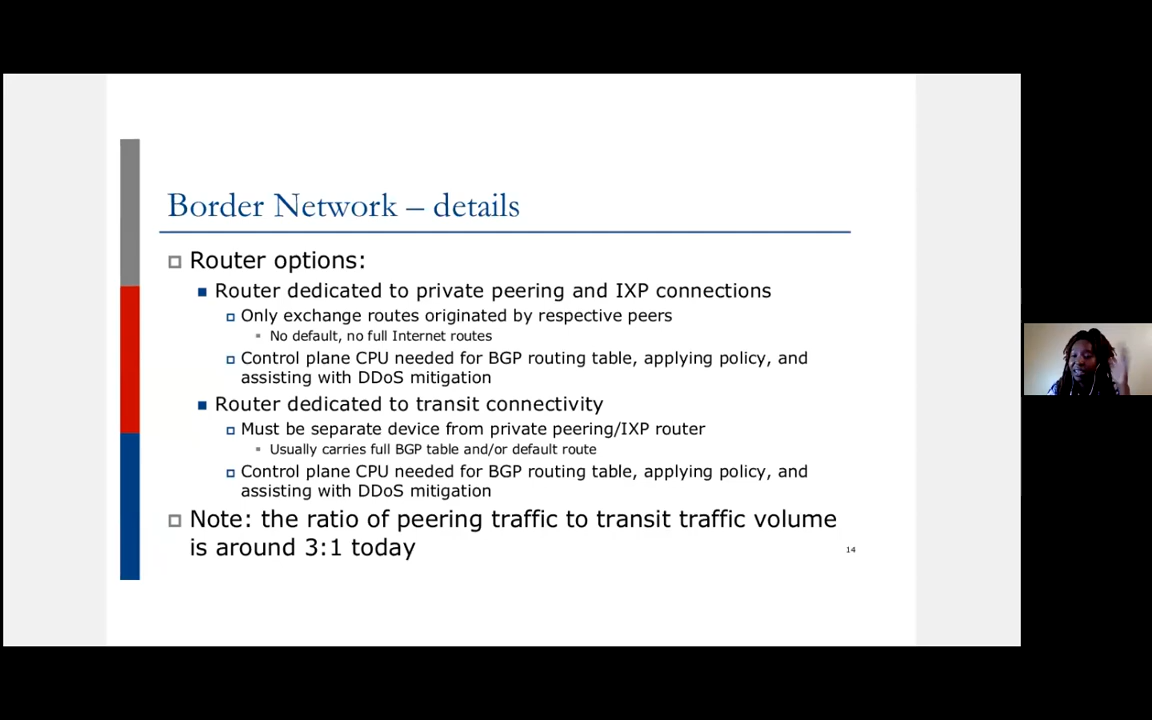 Border Network – details
Router options:
Router dedicated to private peering and IXP connections
Only exchange routes originated by respective peers
No default, no full Internet routes
Control plane CPU needed for BGP routing table, applying policy, and
assisting with DDoS mitigation
Router dedicated to transit connectivity
Must be separate device from private peering/IXP router
Usually carries full BGP table and/or default route
Control plane CPU needed for BGP routing table, applying policy, and
assisting with DDoS mitigation
Note: the ratio of peering traffic to transit traffic volume
is around 3:1 today
14